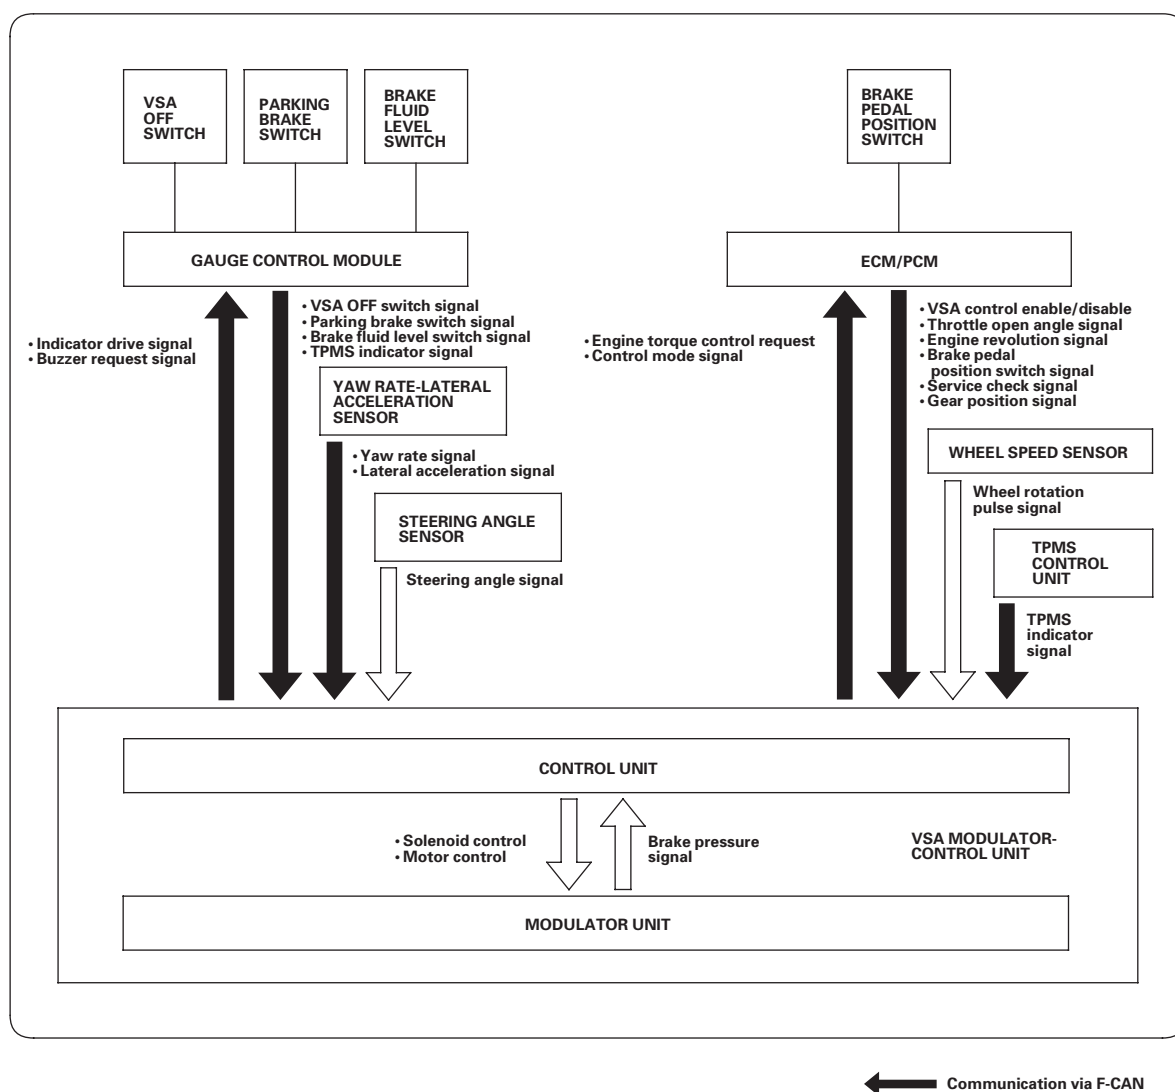 VSA
OFF
SWITCH
PARKING
BRAKE
SWITCH
BRAKE
FLUID
LEVEL
SWITCH
BRAKE
PEDAL
POSITION
SWITCH
GAUGE CONTROL MODULE
ECM/PCM
• Indicator drive signal
• Buzzer request signal
• VSA OFF switch signal
• Parking brake switch signal
• Brake fluid level switch signal
• TPMS indicator signal
• Engine torque control request
• Control mode signal
• VSA control enable/disable
• Throttle open angle signal
• Engine revolution signal
• Brake pedal
position switch signal
• Service check signal
• Gear position signal
YAW RATE-LATERAL
ACCELERATION
SENSOR
• Yaw rate signal
• Lateral acceleration signal
WHEEL SPEED SENSOR
Wheel rotation
pulse signal
STEERING ANGLE
SENSOR
Steering angle signal
TPMS
CONTROL
UNIT
TPMS
indicator
signal
CONTROL UNIT
• Solenoid control
• Motor control
Brake pressure
signal
VSA MODULATOR-
CONTROL UNIT
MODULATOR UNIT
Communication via F-CAN